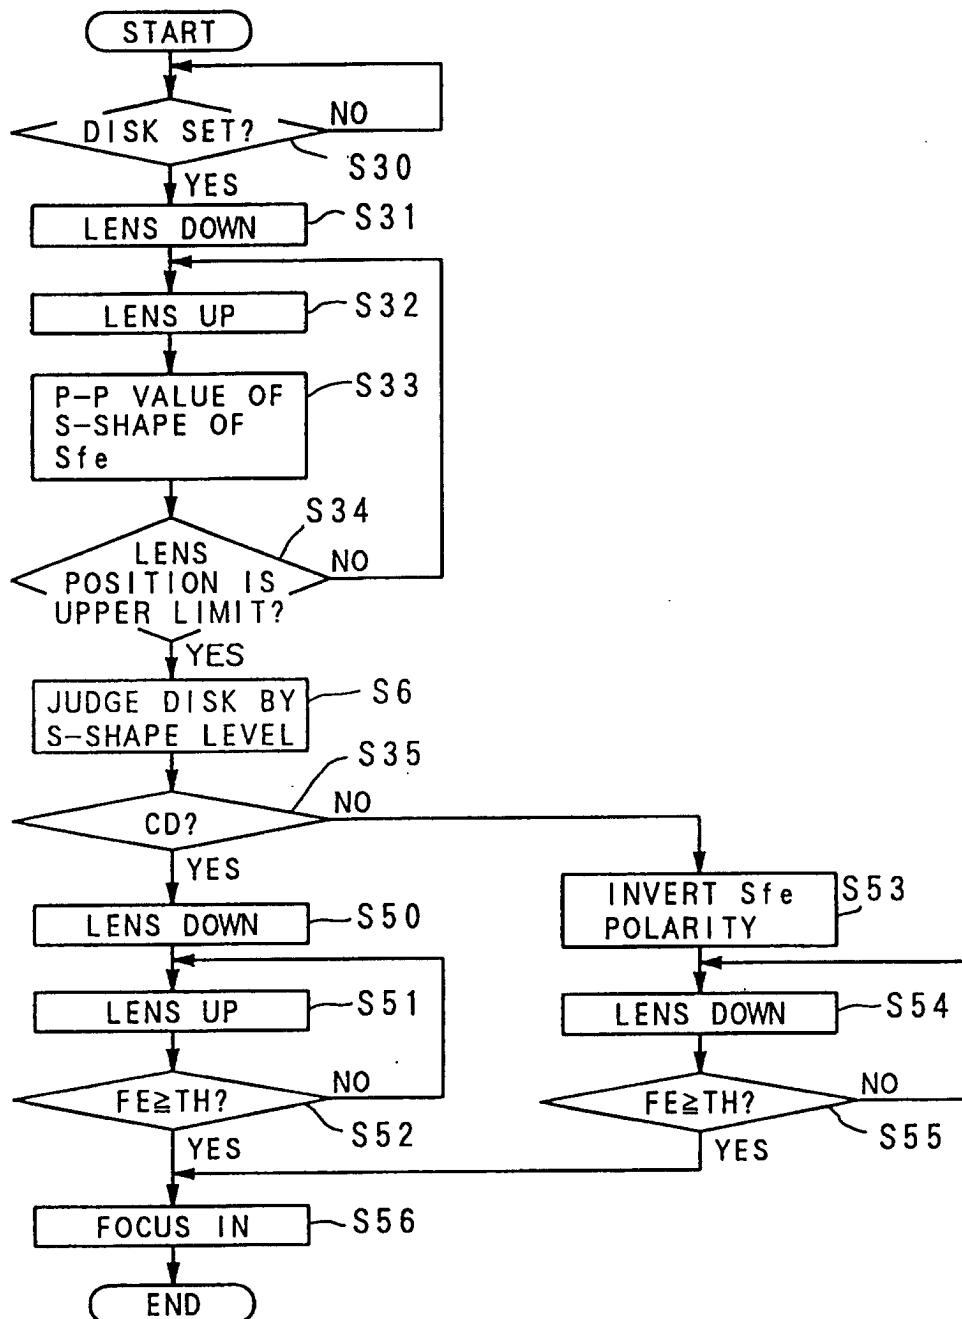 START
DISK SET?
NO
S30
YES
LENS DOWN
S31
LENS UP
S32
P-P VALUE OF
S-SHAPE OF
Sfe
S33
S34
LENS
POSITION IS
UPPER LIMIT?
NO
YES
JUDGE DISK BY
S-SHAPE LEVEL
S6
S35
CD?
NO
YES
INVERT Sfe
POLARITY
S53
LENS DOWN
S50
LENS UP
S51
LENS DOWN
S54
FE≧TH?
NO
S52
YES
FE≧TH?
NO
S55
YES
FOCUS IN
S56
END